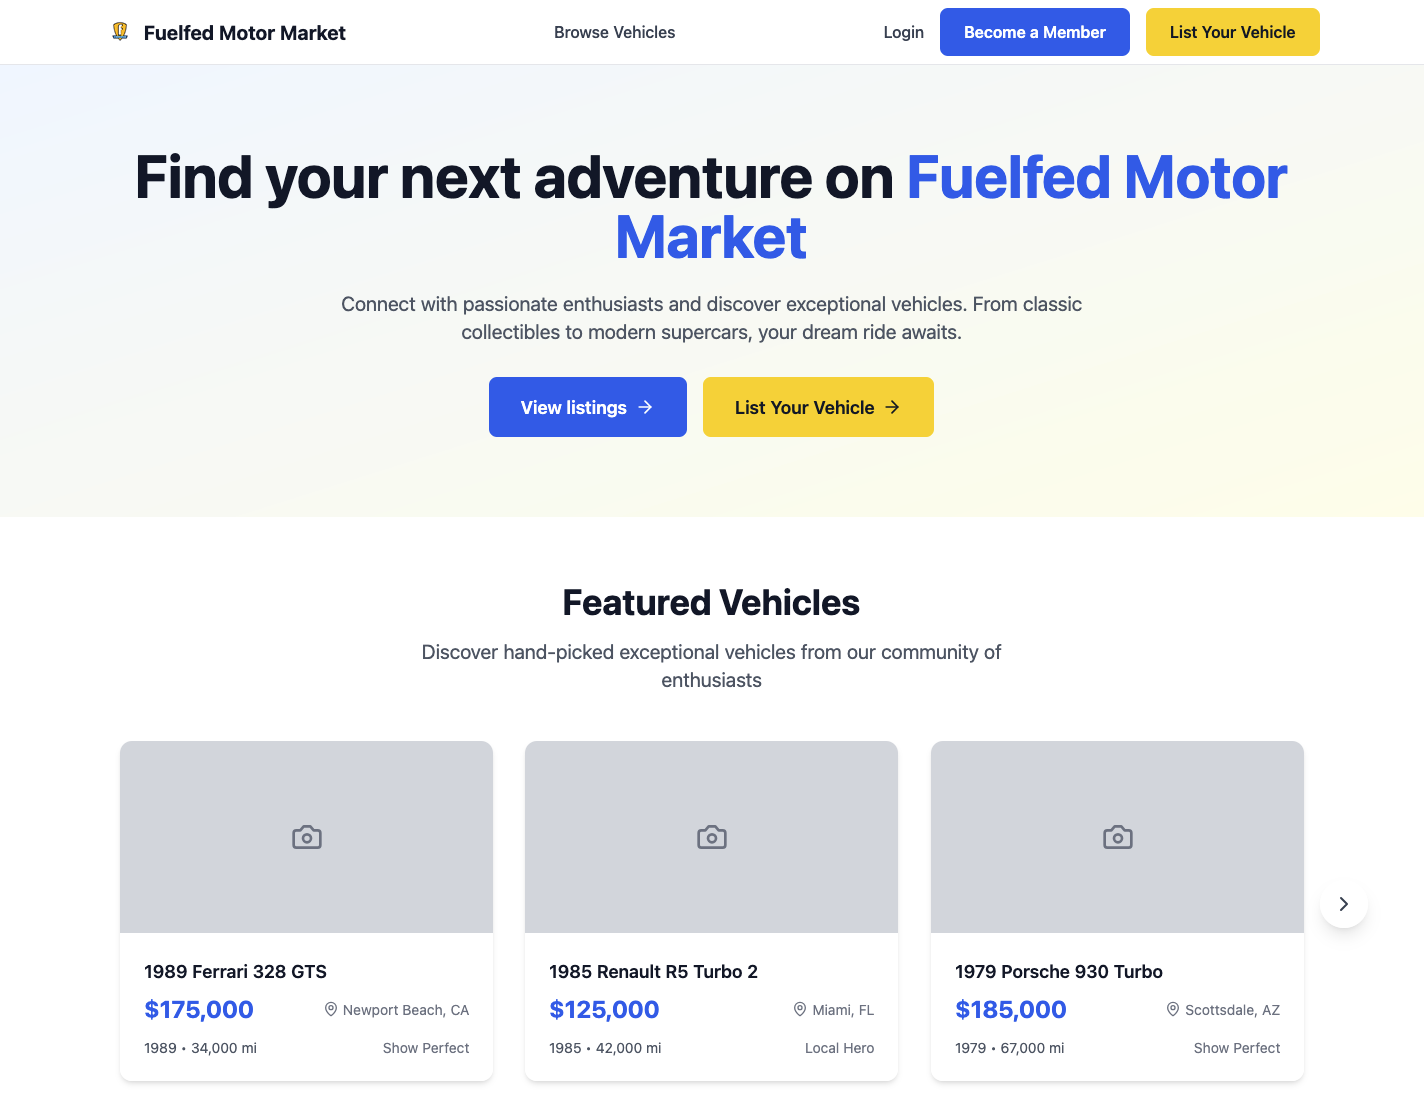 Fuelfed Motor Market
Browse Vehicles
Login
Become a Member
List Your Vehicle
Find your next adventure on Fuelfed Motor
Market
Connect with passionate enthusiasts and discover exceptional vehicles. From classic
collectibles to modern supercars, your dream ride awaits.
View listings
List Your Vehicle
Featured Vehicles
Discover hand-picked exceptional vehicles from our community of
enthusiasts
1989 Ferrari 328 GTS
$175,000
Newport Beach, CA
1989 • 34,000 mi
Show Perfect
1985 Renault R5 Turbo 2
$125,000
Miami, FL
1985 • 42,000 mi
Local Hero
1979 Porsche 930 Turbo
$185,000
Scottsdale, AZ
1979 • 67,000 mi
Show Perfect